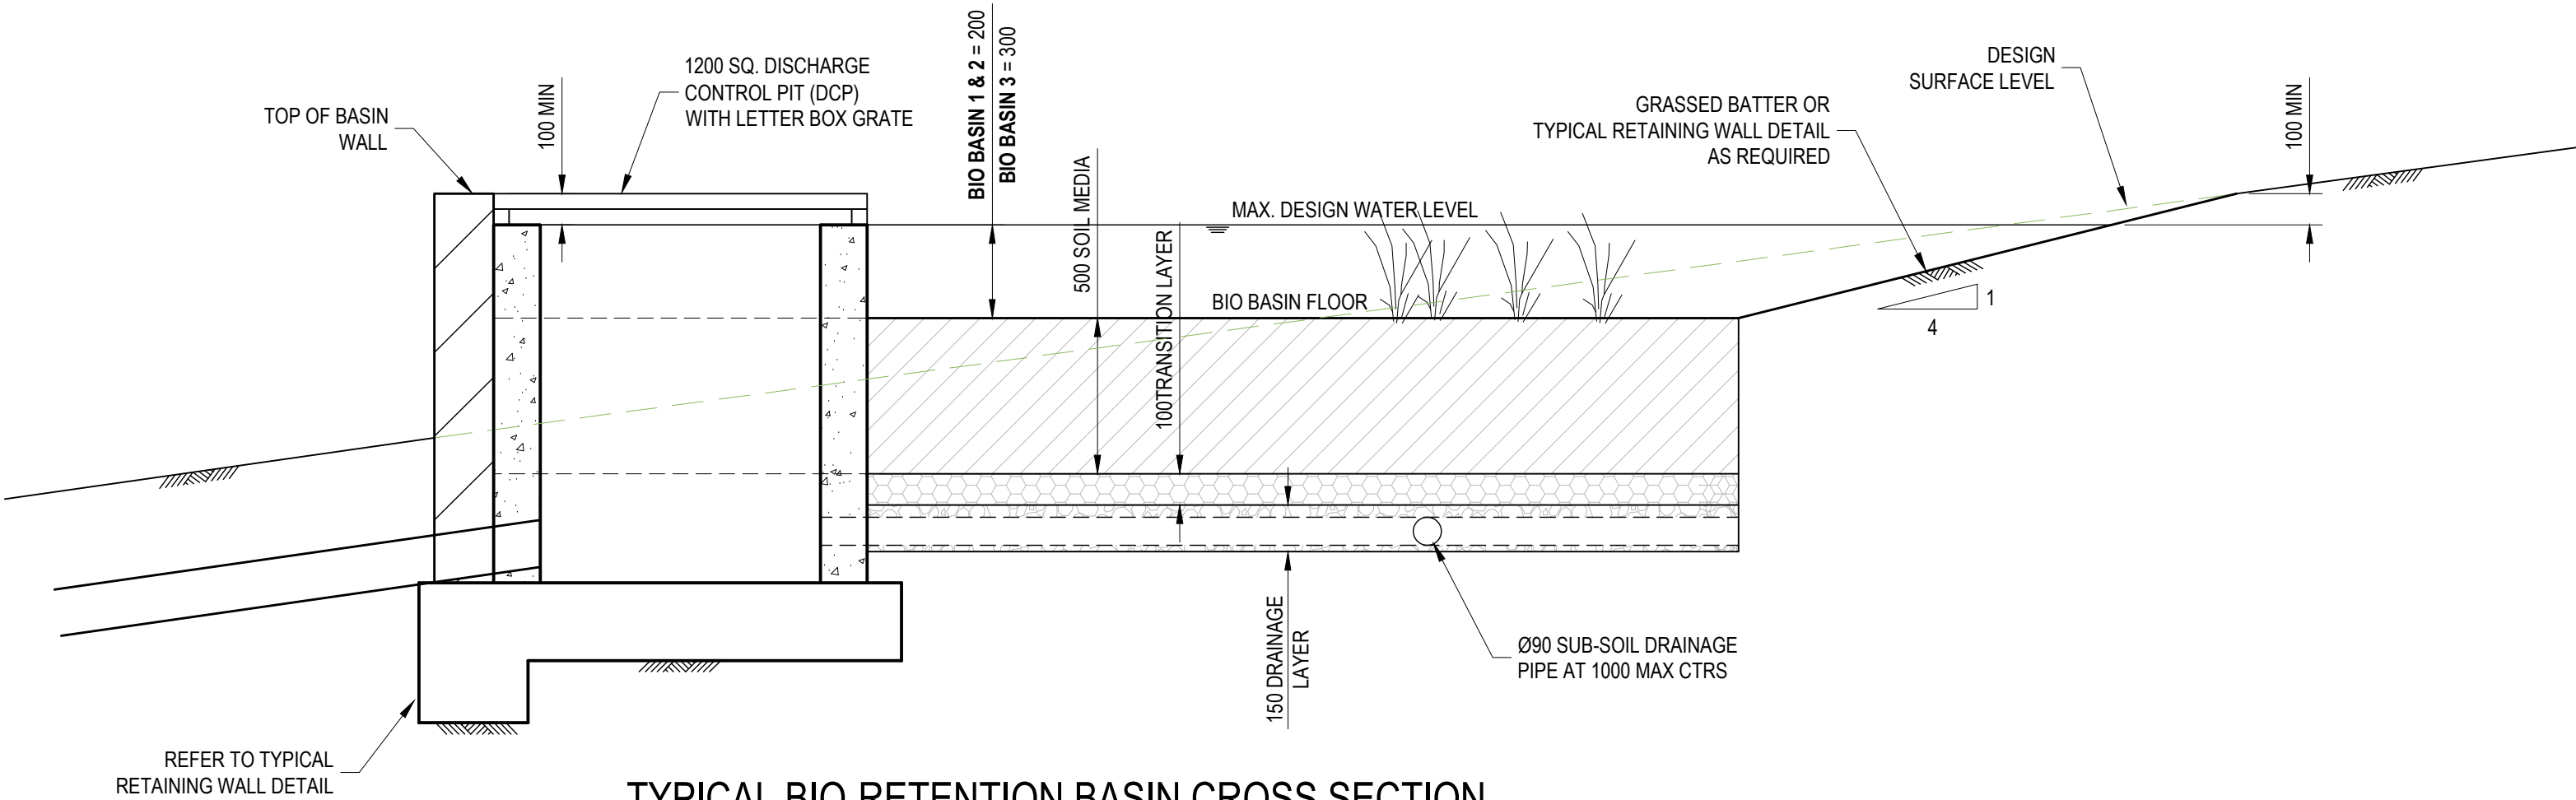 TOP OF BASIN
WALL
100 MIN
1200 SQ. DISCHARGE
CONTROL PIT (DCP)
WITH LETTER BOX GRATE
BIO BASIN 1 & 2 = 200
BIO BASIN 3 = 300
500 SOIL MEDIA
100TRANSITION LAYER
MAX. DESIGN WATER LEVEL
BIO BASIN FLOOR
GRASSED BATTER OR
TYPICAL RETAINING WALL DETAIL
AS REQUIRED
DESIGN
SURFACE LEVEL
100 MIN
1
4
150 DRAINAGE
LAYER
Ø90 SUB-SOIL DRAINAGE
PIPE AT 1000 MAX CTRS
REFER TO TYPICAL
RETAINING WALL DETAIL
TYPICAL BIO RETENTION BASIN CROSS SECTION